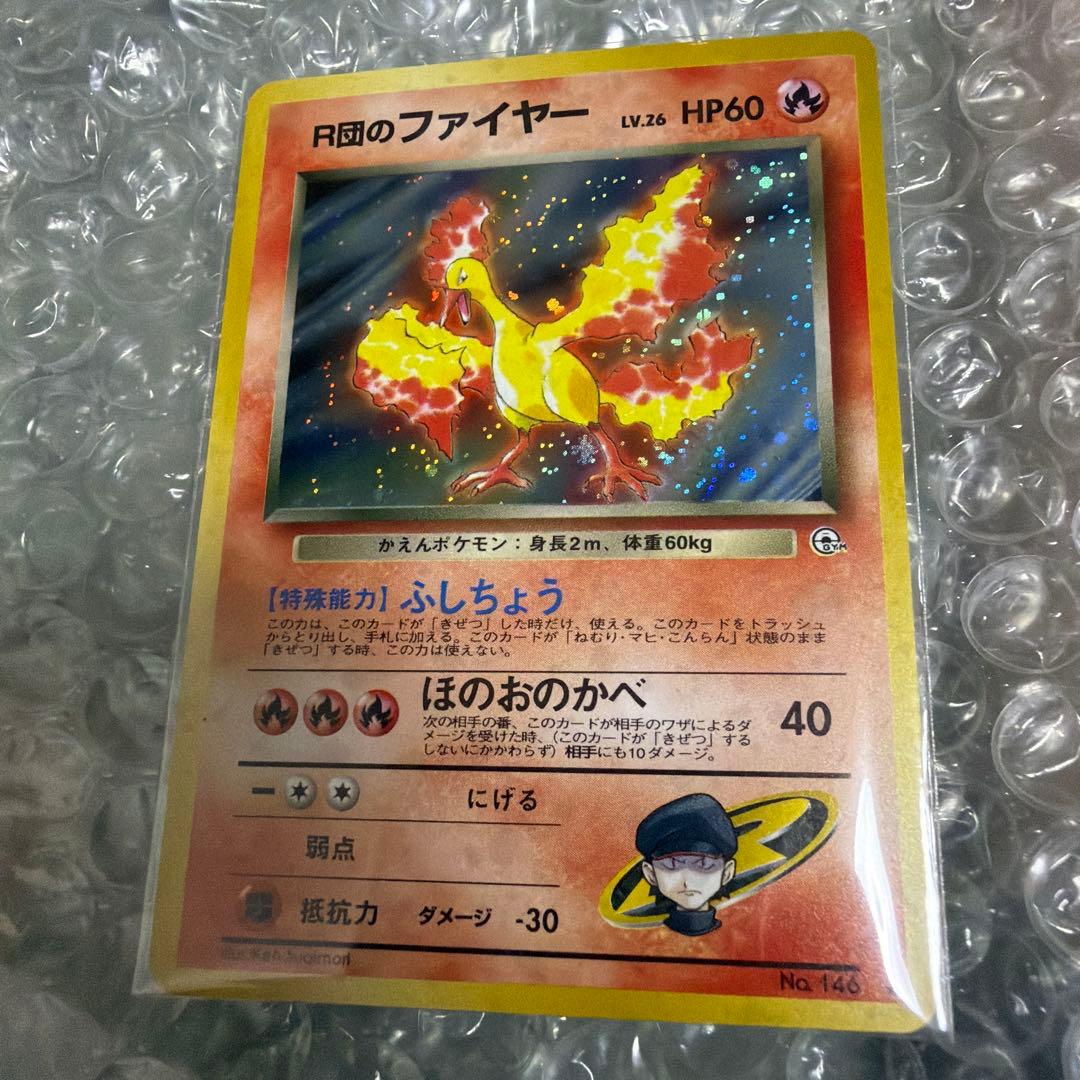 R団のファイヤー LV.26 HP60
かえんポケモン：身長2m、体重60kg
GYM
【特殊能力】ふしちょう
この力は、このカードが「きぜつ」した時だけ、使える。このカードをトラッシュ
からとり出し、手札に加える。このカードが「ねむり・マヒ・こんらん」状態のまま
「きぜつ」する時、この力は使えない。
ほのおのかべ 40
次の相手の番、このカードが相手のワザによるダ
メージを受けた時、（このカードが「きぜつ」する
しないにかかわらず）相手にも10ダメージ。
にげる
弱点
抵抗力 ダメージ -30
Illus. Ken Sugimori
No. 146